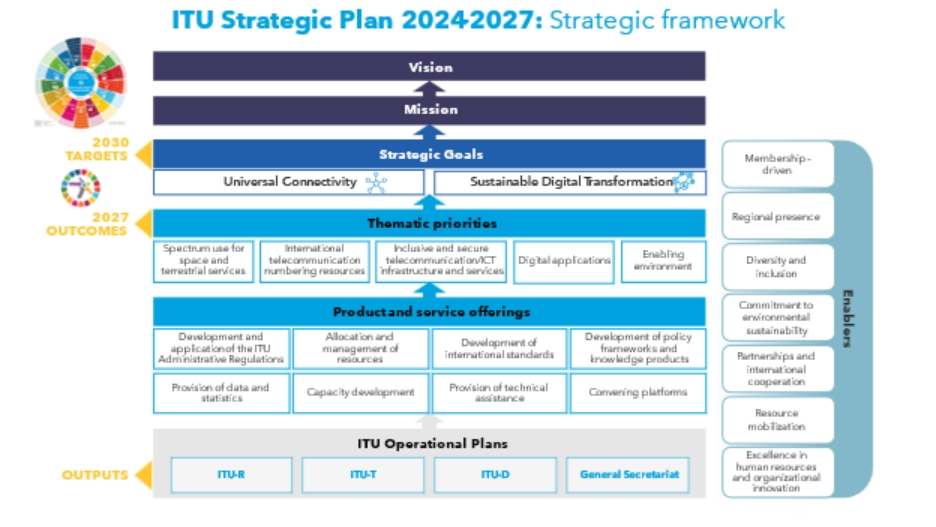 ITU Strategic Plan 2024-2027: Strategic framework
Vision
Mission
2030
TARGETS
Strategic Goals
Universal Connectivity
Sustainable Digital Transformation
2027
OUTCOMES
Thematic priorities
Spectrum use for
space and
terrestrial services
International
telecommunication
numbering resources
Inclusive and secure
telecommunication/ICT
infrastructure and services
Digital applications
Enabling
environment
Product and service offerings
Development and
application of the ITU
Administrative Regulations
Allocation and
management of
resources
Development of
international standards
Development of policy
frameworks and
knowledge products
Provision of data and
statistics
Capacity development
Provision of technical
assistance
Convening platforms
ITU Operational Plans
OUTPUTS
ITU-R
ITU-T
ITU-D
General Secretariat
Membership-
driven
Regional presence
Diversity and
inclusion
Commitment to
environmental
sustainability
Partnerships and
international
cooperation
Resource
mobilization
Excellence in
human resources
and organizational
innovation
Enablers